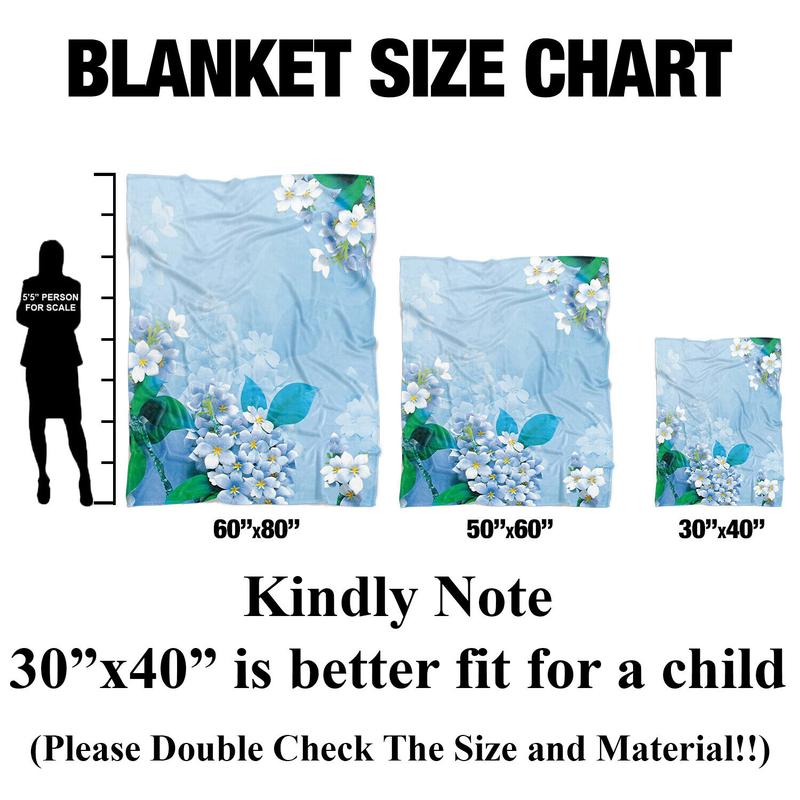 BLANKET SIZE CHART
5'5" PERSON
FOR SCALE
60”x80”
50”x60”
30”x40”
Kindly Note
30”x40” is better fit for a child
(Please Double Check The Size and Material!!)